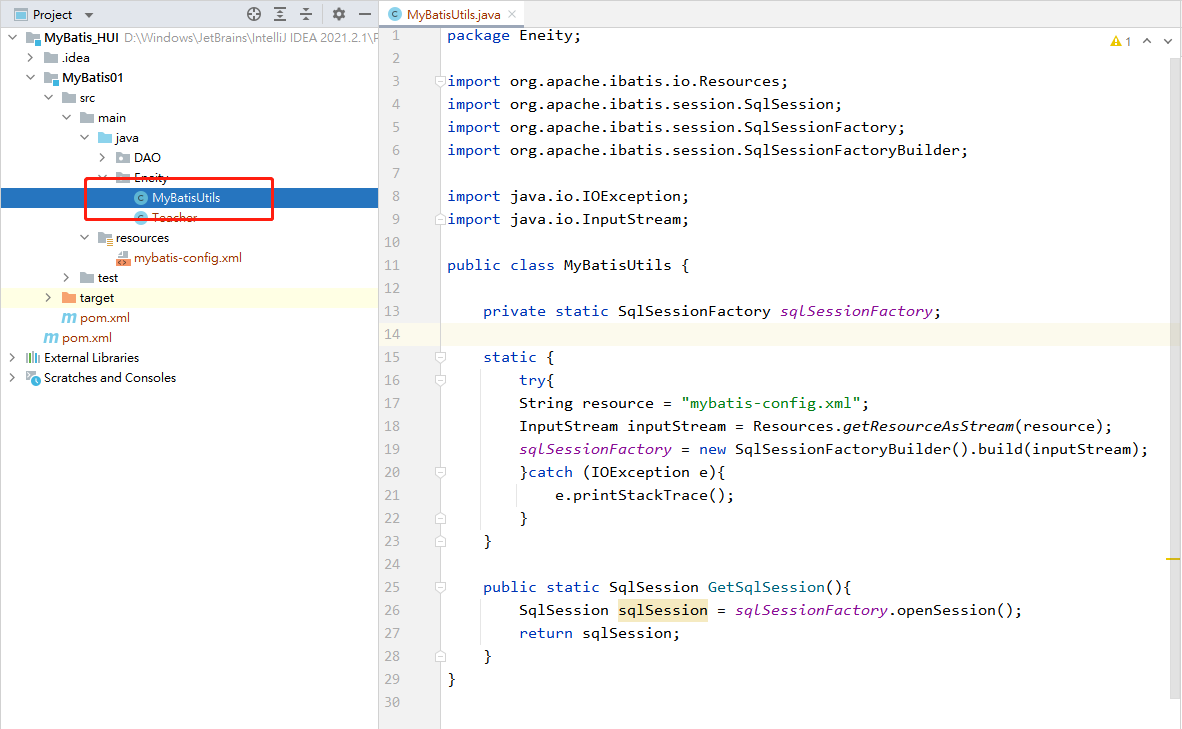 Project
MyBatisUtils.java
MyBatis_HUI D:\Windows\JetBrains\IntelliJ IDEA 2021.2.1\
.idea
MyBatis01
src
main
java
DAO
Eneity
MyBatisUtils
Teacher
resources
mybatis-config.xml
test
target
pom.xml
pom.xml
External Libraries
Scratches and Consoles
1
1 package Eneity;
2
3 import org.apache.ibatis.io.Resources;
4 import org.apache.ibatis.session.SqlSession;
5 import org.apache.ibatis.session.SqlSessionFactory;
6 import org.apache.ibatis.session.SqlSessionFactoryBuilder;
7
8 import java.io.IOException;
9 import java.io.InputStream;
10
11 public class MyBatisUtils {
12
13 private static SqlSessionFactory sqlSessionFactory;
14
15 static {
16 try{
17 String resource = "mybatis-config.xml";
18 InputStream inputStream = Resources.getResourceAsStream(resource);
19 sqlSessionFactory = new SqlSessionFactoryBuilder().build(inputStream);
20 }catch (IOException e){
21 e.printStackTrace();
22 }
23 }
24
25 public static SqlSession GetSqlSession(){
26 SqlSession sqlSession = sqlSessionFactory.openSession();
27 return sqlSession;
28 }
29 }
30